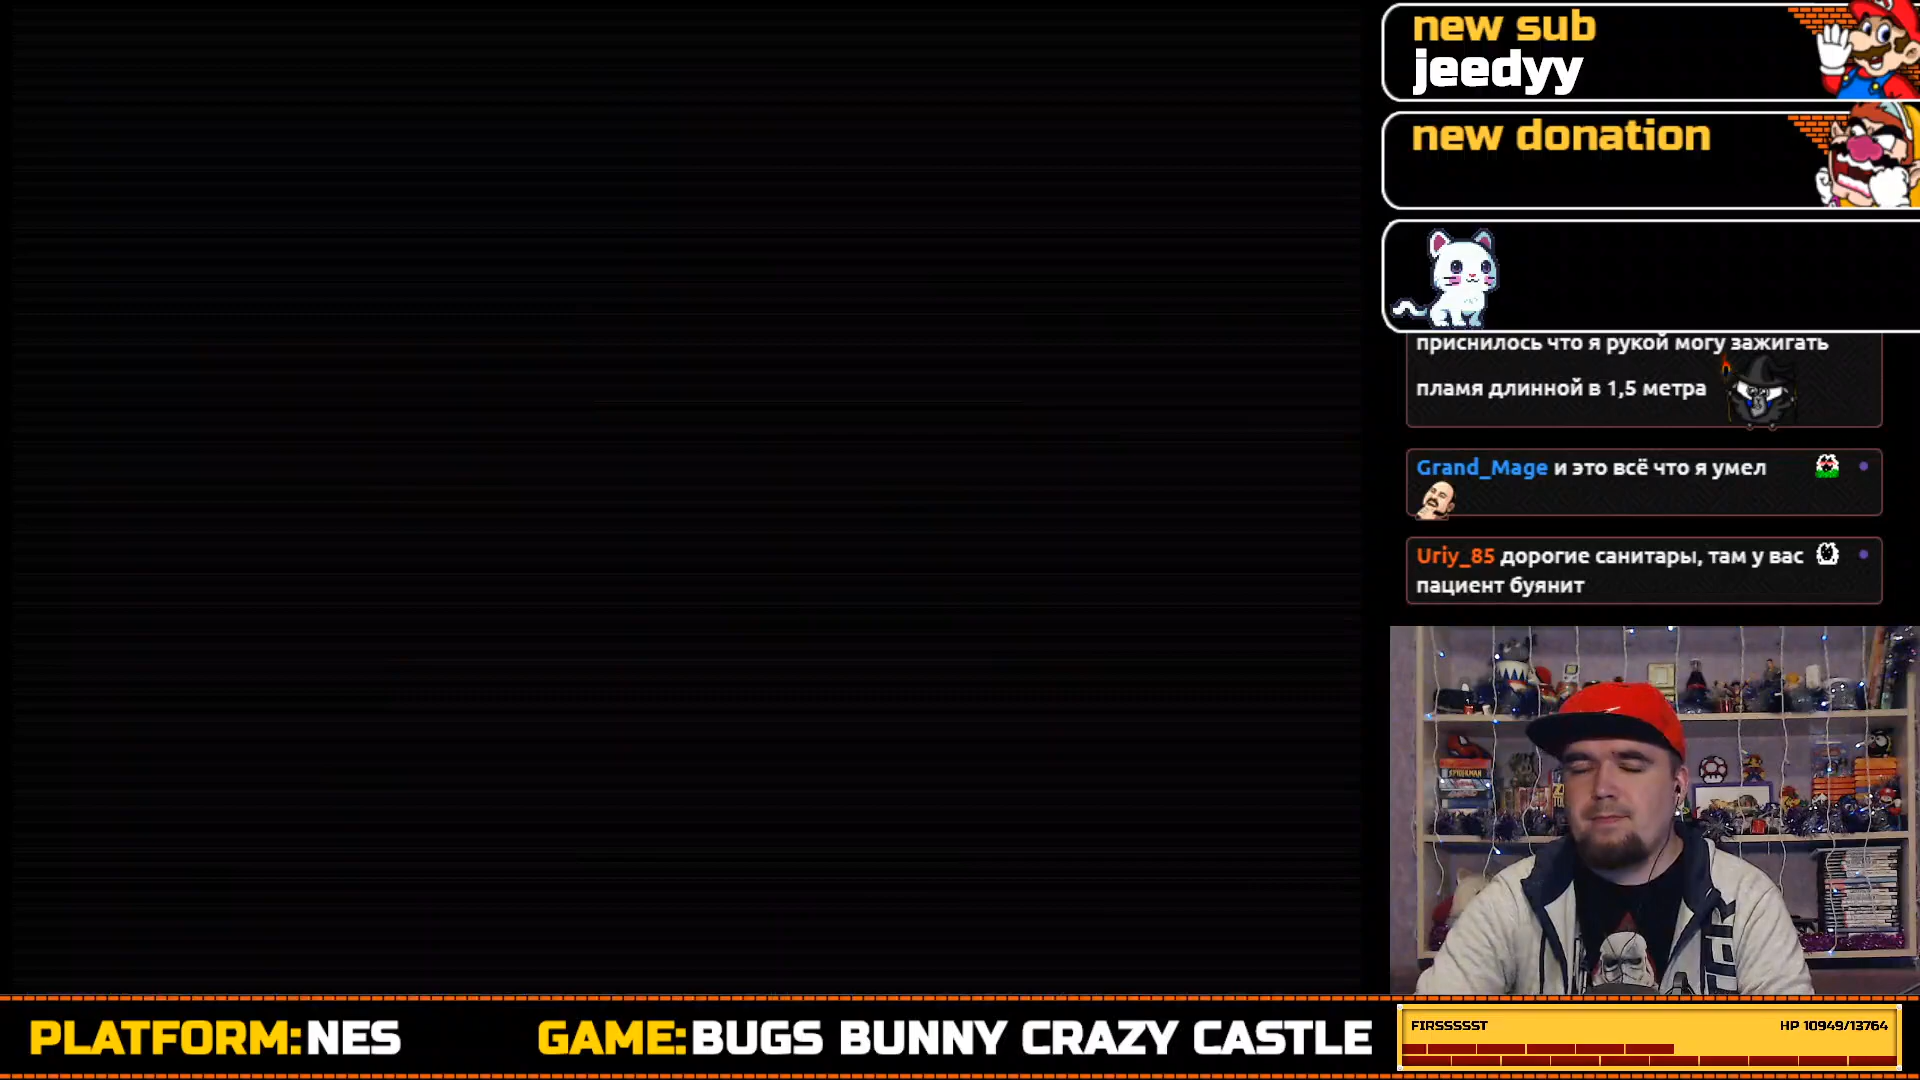 new sub
jeedyy
new donation
приснилось что я рукой могу зажигать
пламя длинной в 1,5 метра
Grand_Mage и это всё что я умел
Uriy_85 дорогие санитары, там у вас
пациент буянит
PLATFORM:NES
GAME:BUGS BUNNY CRAZY CASTLE
FIRSSSSST
HP 10949/13764